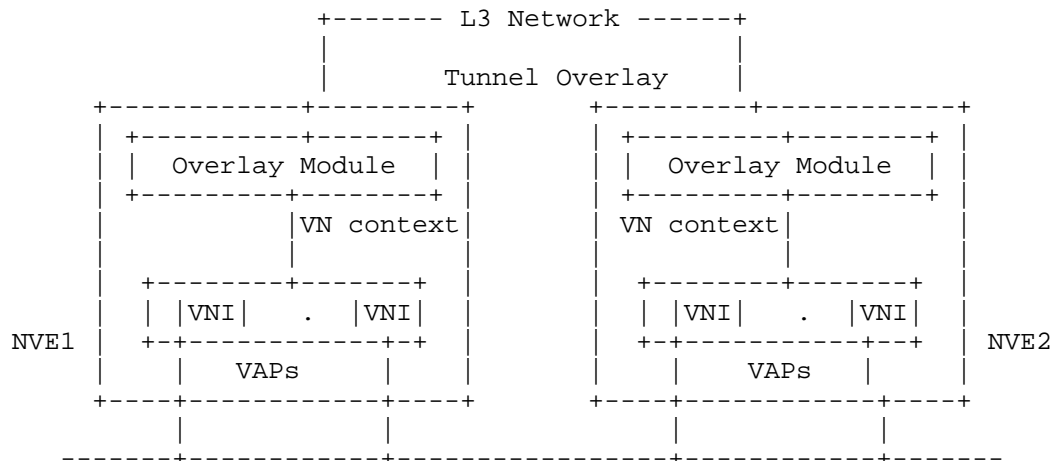 L3 Network
Tunnel Overlay
Overlay Module Overlay Module
VN context VN context
VNI . VNI VNI . VNI
NVE1 NVE2
VAPs VAPs